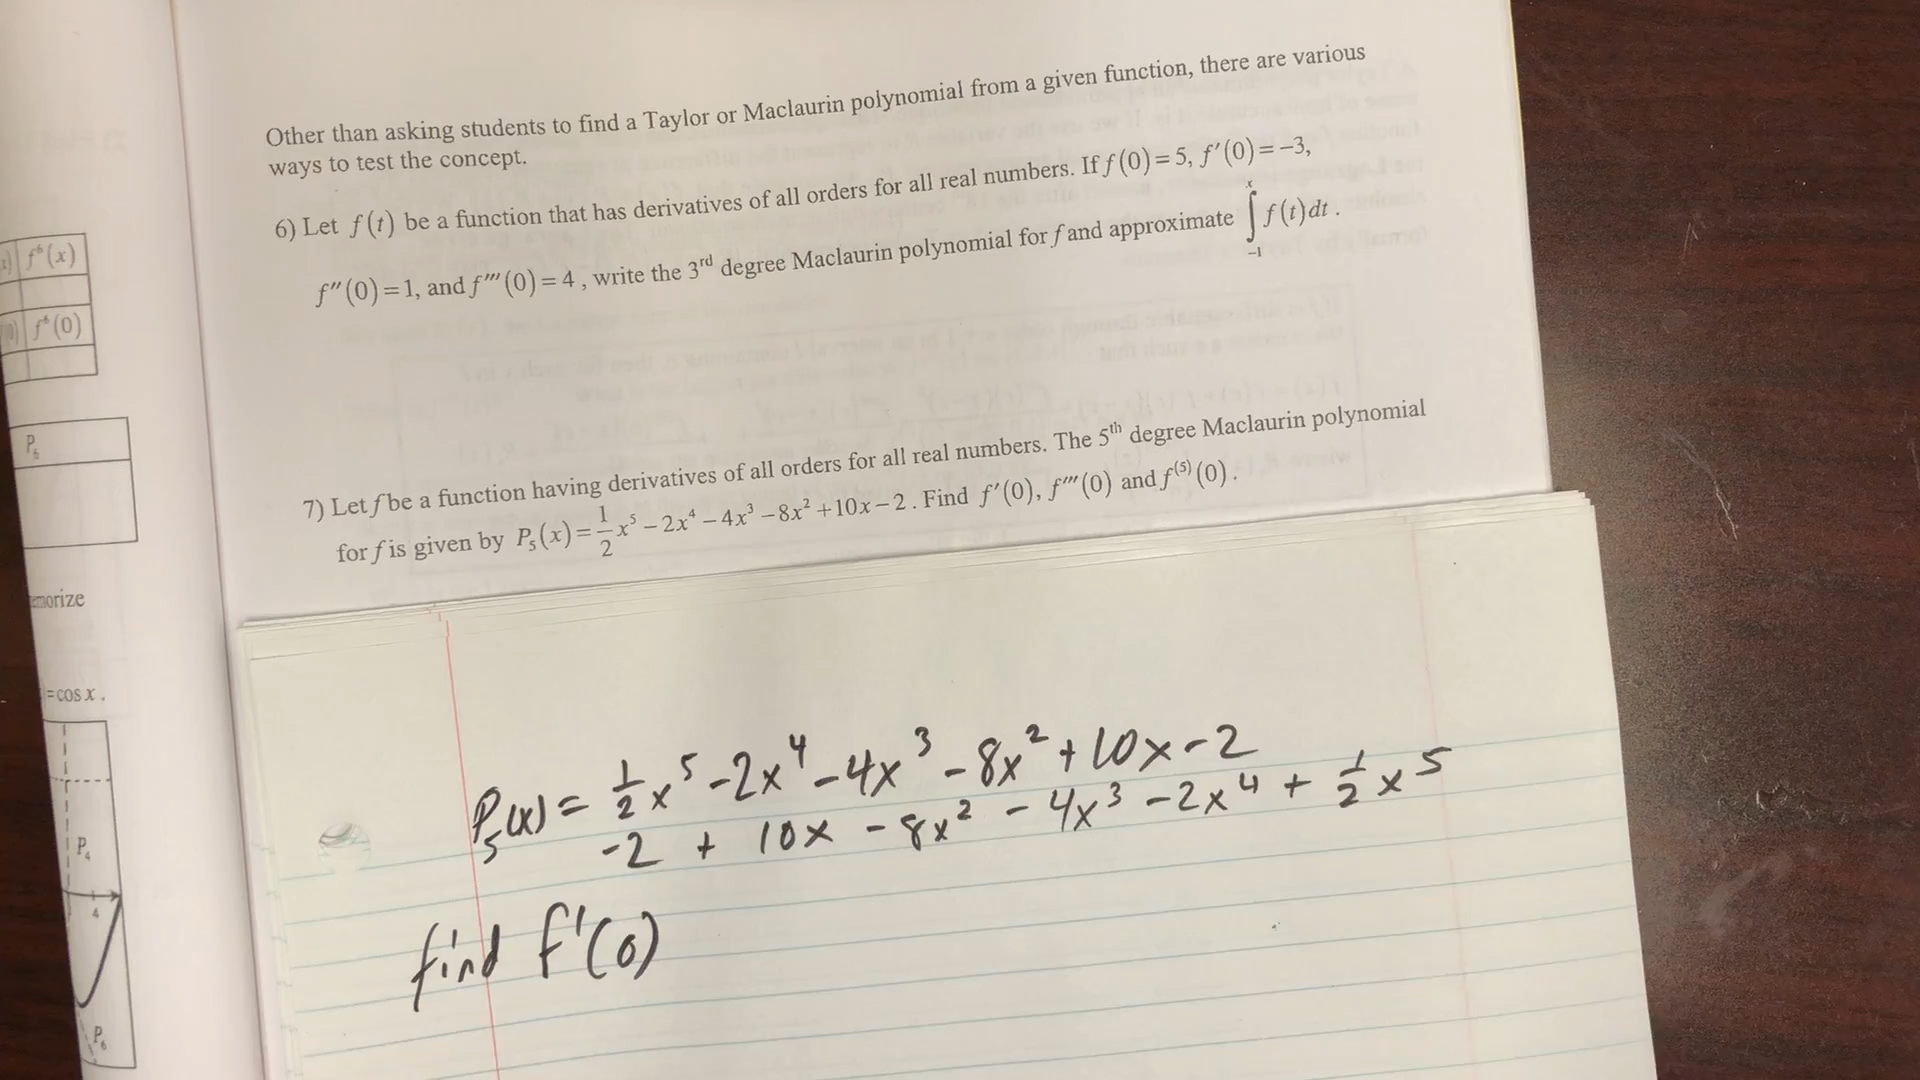 Other than asking students to find a Taylor or Maclaurin polynomial from a given function, there are various
ways to test the concept.
6) Let f(t) be a function that has derivatives of all orders for all real numbers. If f(0) = 5, f′(0) = −3,
f″(0) = 1, and f‴(0) = 4, write the 3rd degree Maclaurin polynomial for f and approximate ∫₋₁ˣ f(t)dt.
7) Let f be a function having derivatives of all orders for all real numbers. The 5th degree Maclaurin polynomial
for f is given by P₅(x) = 1/2 x⁵ − 2x⁴ − 4x³ − 8x² + 10x − 2. Find f′(0), f‴(0) and f⁽⁵⁾(0).
P₅(x) = 1/2 x⁵ - 2x⁴ - 4x³ - 8x² + 10x - 2
-2 + 10x - 8x² - 4x³ - 2x⁴ + 1/2 x⁵
find f'(0)
f⁶(x)
f⁶(0)
P₆
= cos x.
P₄
4
P₆